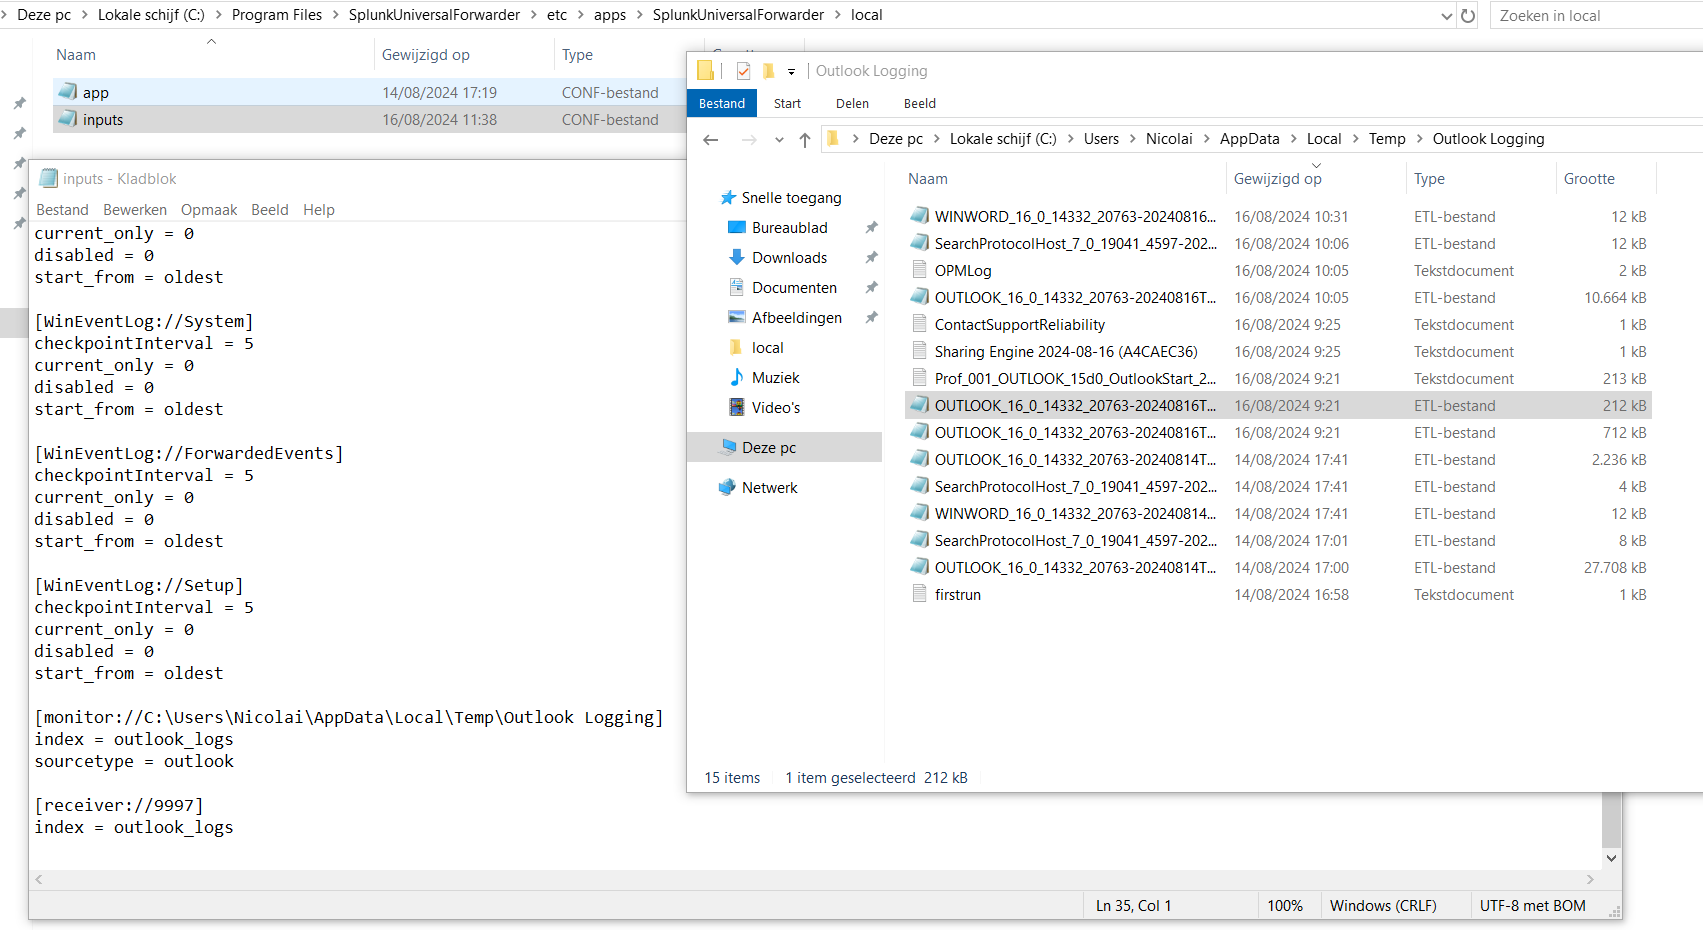 Deze pc > Lokale schijf (C:) > Program Files > SplunkUniversalForwarder > etc > apps > SplunkUniversalForwarder > local
Zoeken in local
Naam Gewijzigd op Type
app 14/08/2024 17:19 CONF-bestand
inputs 16/08/2024 11:38 CONF-bestand
inputs - Kladblok
Bestand Bewerken Opmaak Beeld Help
current_only = 0
disabled = 0
start_from = oldest
[WinEventLog://System]
checkpointInterval = 5
current_only = 0
disabled = 0
start_from = oldest
[WinEventLog://ForwardedEvents]
checkpointInterval = 5
current_only = 0
disabled = 0
start_from = oldest
[WinEventLog://Setup]
checkpointInterval = 5
current_only = 0
disabled = 0
start_from = oldest
[monitor://C:\Users\Nicolai\AppData\Local\Temp\Outlook Logging]
index = outlook_logs
sourcetype = outlook
[receiver://9997]
index = outlook_logs
Ln 35, Col 1 100% Windows (CRLF) UTF-8 met BOM
Outlook Logging
Bestand Start Delen Beeld
Deze pc > Lokale schijf (C:) > Users > Nicolai > AppData > Local > Temp > Outlook Logging
Snelle toegang
Bureaublad
Downloads
Documenten
Afbeeldingen
local
Muziek
Video's
Deze pc
Netwerk
Naam Gewijzigd op Type Grootte
WINWORD_16_0_14332_20763-20240816... 16/08/2024 10:31 ETL-bestand 12 kB
SearchProtocolHost_7_0_19041_4597-202... 16/08/2024 10:06 ETL-bestand 12 kB
OPMLog 16/08/2024 10:05 Tekstdocument 2 kB
OUTLOOK_16_0_14332_20763-20240816T... 16/08/2024 10:05 ETL-bestand 10.664 kB
ContactSupportReliability 16/08/2024 9:25 Tekstdocument 1 kB
Sharing Engine 2024-08-16 (A4CAEC36) 16/08/2024 9:25 Tekstdocument 1 kB
Prof_001_OUTLOOK_15d0_OutlookStart_2... 16/08/2024 9:21 Tekstdocument 213 kB
OUTLOOK_16_0_14332_20763-20240816T... 16/08/2024 9:21 ETL-bestand 212 kB
OUTLOOK_16_0_14332_20763-20240816T... 16/08/2024 9:21 ETL-bestand 712 kB
OUTLOOK_16_0_14332_20763-20240814T... 14/08/2024 17:41 ETL-bestand 2.236 kB
SearchProtocolHost_7_0_19041_4597-202... 14/08/2024 17:41 ETL-bestand 4 kB
WINWORD_16_0_14332_20763-20240814... 14/08/2024 17:41 ETL-bestand 12 kB
SearchProtocolHost_7_0_19041_4597-202... 14/08/2024 17:01 ETL-bestand 8 kB
OUTLOOK_16_0_14332_20763-20240814T... 14/08/2024 17:00 ETL-bestand 27.708 kB
firstrun 14/08/2024 16:58 Tekstdocument 1 kB
15 items 1 item geselecteerd 212 kB